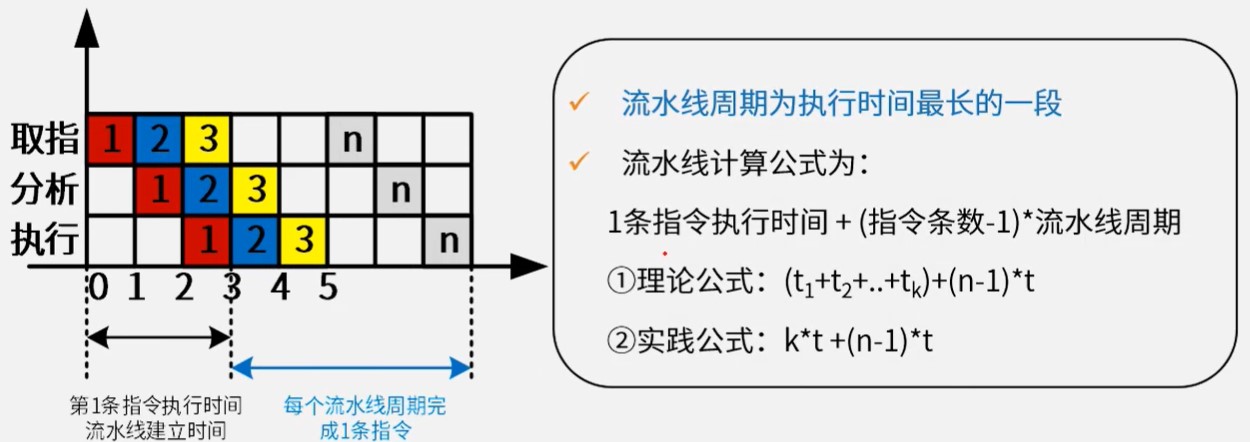 取指 1 2 3 n
分析 1 2 3 n
执行 1 2 3 n
0 1 2 3 4 5
第1条指令执行时间
流水线建立时间
每个流水线周期完
成1条指令
✓ 流水线周期为执行时间最长的一段
✓ 流水线计算公式为：
1条指令执行时间 + (指令条数-1)*流水线周期
①理论公式：(t₁+t₂+..+tₖ)+(n-1)*t
②实践公式：k*t +(n-1)*t